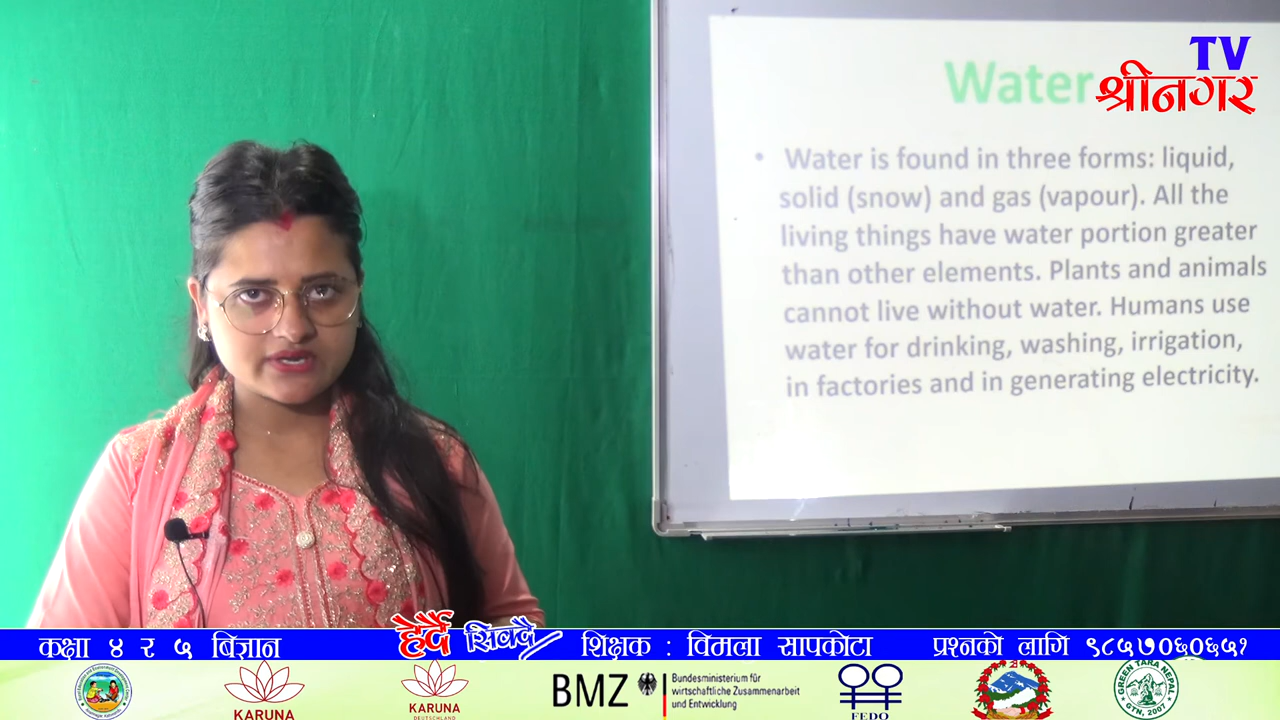 TV
श्रीनगर
Water
• Water is found in three forms: liquid,
solid (snow) and gas (vapour). All the
living things have water portion greater
than other elements. Plants and animals
cannot live without water. Humans use
water for drinking, washing, irrigation,
in factories and in generating electricity.
कक्षा ४ र ५ बिज्ञान
हेर्दै सिक्दै
शिक्षक : विमला सापकोटा
प्रश्नको लागि ९८५७०६०६५१
KARUNA
KARUNA
DEUTSCHLAND
BMZ
Bundesministerium für
wirtschaftliche Zusammenarbeit
und Entwicklung
FEDO
GREEN TARA NEPAL
GTN, 2007